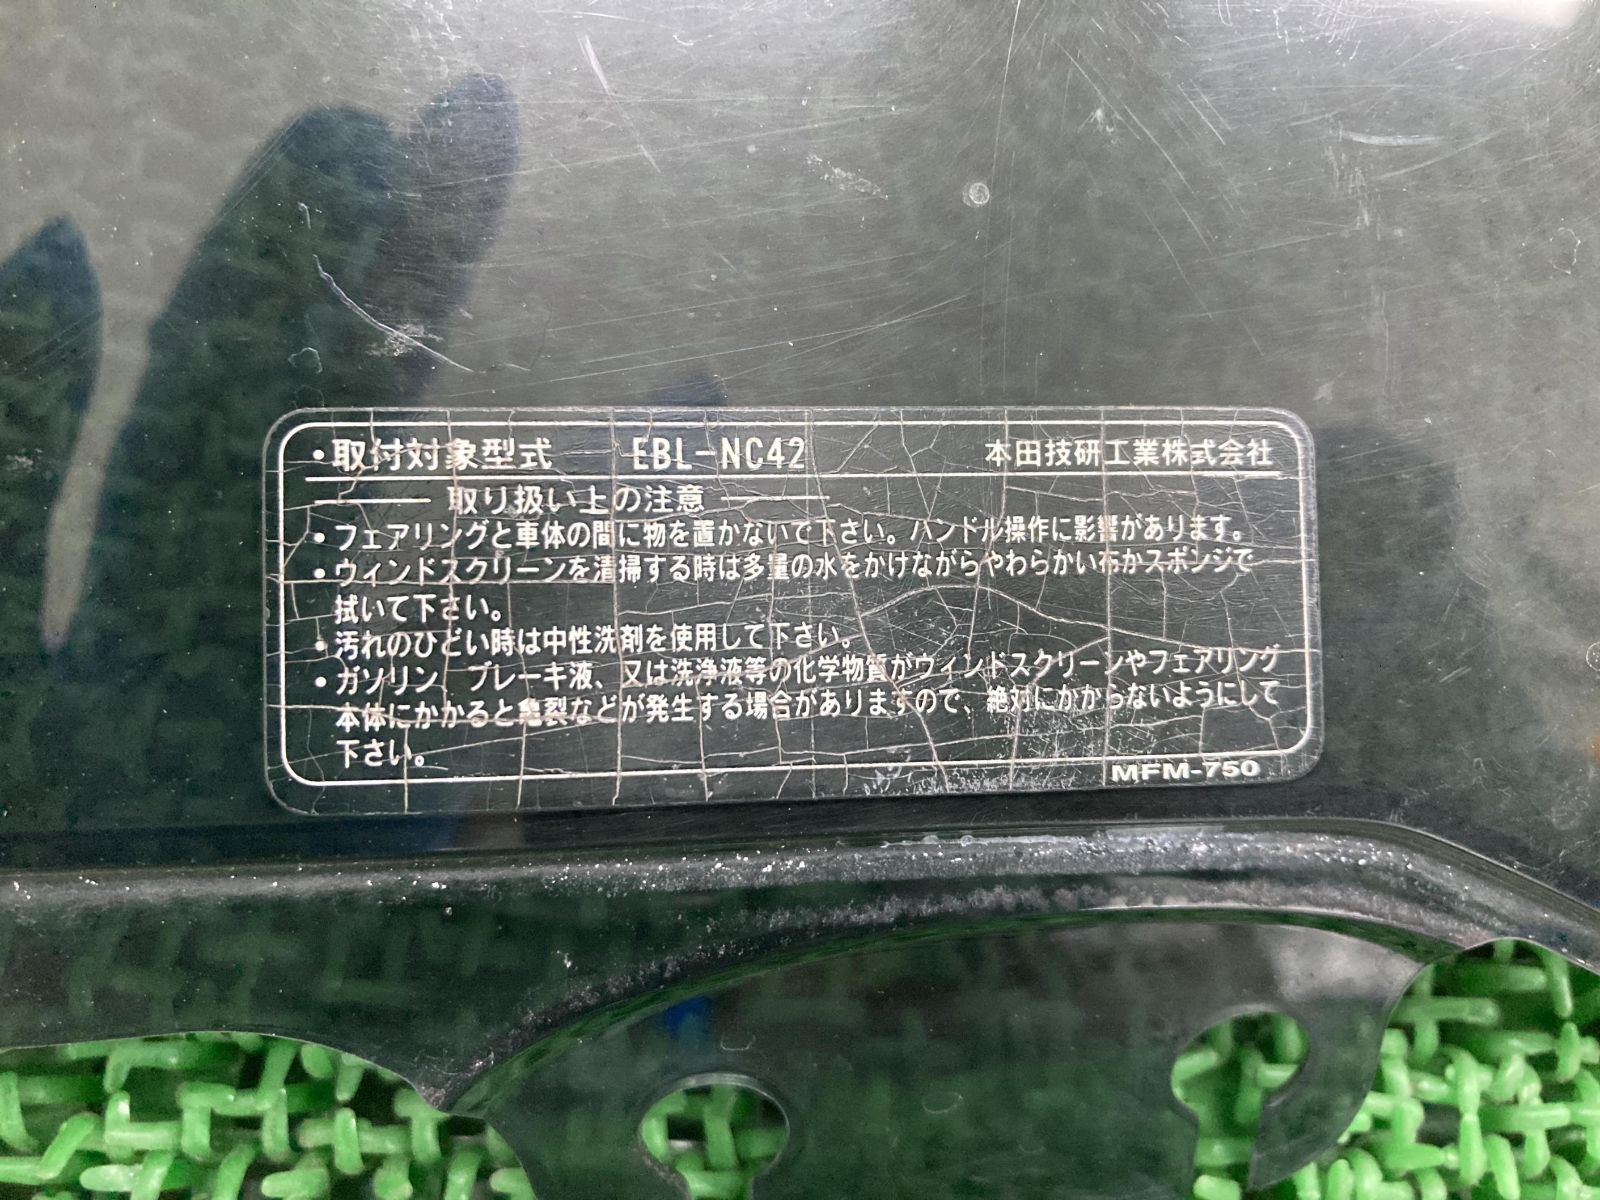 ・取付対象型式 EBL-NC42 本田技研工業株式会社
取り扱い上の注意
・フェアリングと車体の間に物を置かないで下さい。ハンドル操作に影響があります。
・ウィンドスクリーンを清掃する時は多量の水をかけながらやわらかい布かスポンジで
拭いて下さい。
・汚れのひどい時は中性洗剤を使用して下さい。
・ガソリン、ブレーキ液、又は洗浄液等の化学物質がウィンドスクリーンやフェアリング
本体にかかると亀裂などが発生する場合がありますので、絶対にかからないようにして
下さい。
MFM-750